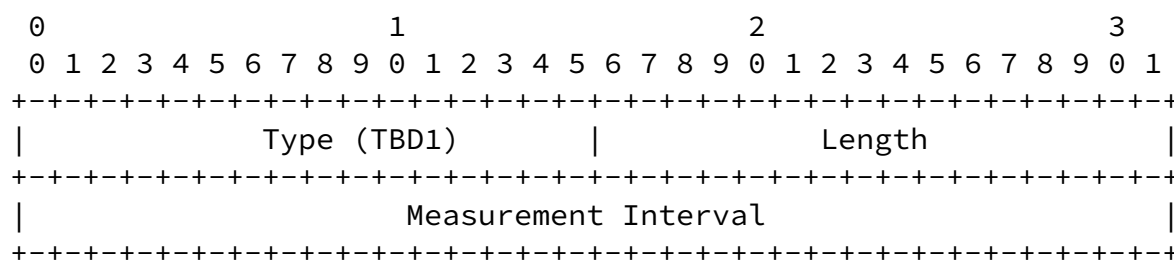 0                   1                   2                   3
 0 1 2 3 4 5 6 7 8 9 0 1 2 3 4 5 6 7 8 9 0 1 2 3 4 5 6 7 8 9 0 1
+-+-+-+-+-+-+-+-+-+-+-+-+-+-+-+-+-+-+-+-+-+-+-+-+-+-+-+-+-+-+-+-+
|             Type (TBD1)       |            Length             |
+-+-+-+-+-+-+-+-+-+-+-+-+-+-+-+-+-+-+-+-+-+-+-+-+-+-+-+-+-+-+-+-+
|                     Measurement Interval                      |
+-+-+-+-+-+-+-+-+-+-+-+-+-+-+-+-+-+-+-+-+-+-+-+-+-+-+-+-+-+-+-+-+